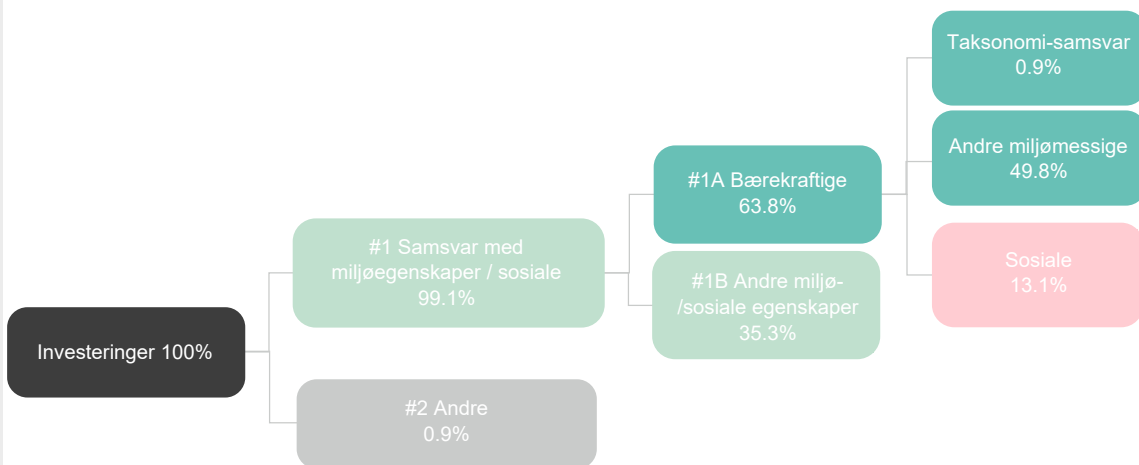 Investeringer 100%
#1 Samsvar med
miljøegenskaper / sosiale
99.1%
#2 Andre
0.9%
#1A Bærekraftige
63.8%
#1B Andre miljø-
/sosiale egenskaper
35.3%
Taksonomi-samsvar
0.9%
Andre miljømessige
49.8%
Sosiale
13.1%